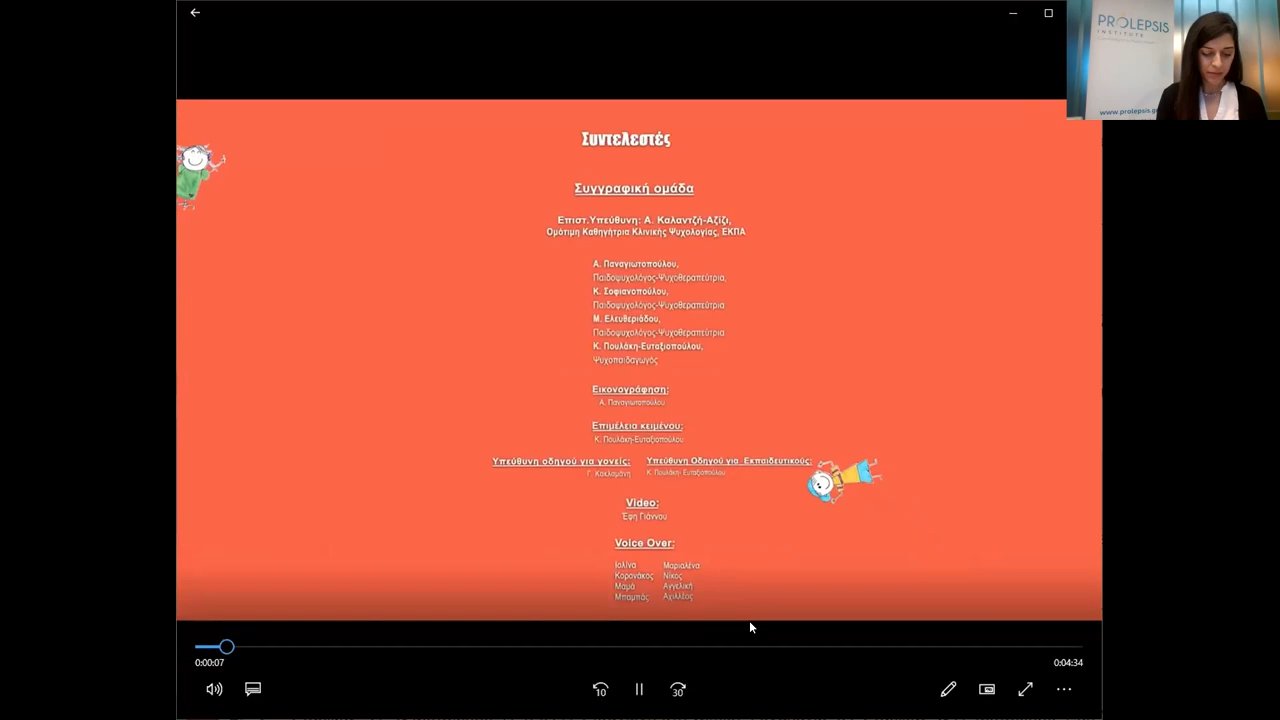 PROLEPSIS
INSTITUTE
www.prolepsis.g
Συντελεστές
Συγγραφική ομάδα
Επιστ.Υπεύθυνη: Α. Καλαντζή-Αζίζι,
Ομότιμη Καθηγήτρια Κλινικής Ψυχολογίας, ΕΚΠΑ
Α. Παναγιωτοπούλου,
Παιδοψυχολόγος-Ψυχοθεραπεύτρια,
Κ. Σοφιανοπούλου,
Παιδοψυχολόγος-Ψυχοθεραπεύτρια
Μ. Ελευθεριάδου,
Παιδοψυχολόγος-Ψυχοθεραπεύτρια
Κ. Πουλάκη-Ευταξιοπούλου,
Ψυχοπαιδαγωγός
Εικονογράφηση:
Α. Παναγιωτοπούλου
Επιμέλεια κειμένου:
Κ. Πουλάκη-Ευταξιοπούλου
Υπεύθυνη οδηγού για γονείς: Υπεύθυνη Οδηγού για Εκπαιδευτικούς:
Γ. Κοκλαμάνη Κ. Πουλάκη- Ευταξιοπούλου
Video:
Έφη Γιάννου
Voice Over:
Ιολίνα Μαριαλένα
Κορονάκος Νίκος
Μαμά Αγγελική
Μπαμπάς Αχιλλέας
0:00:07 0:04:34
10 30